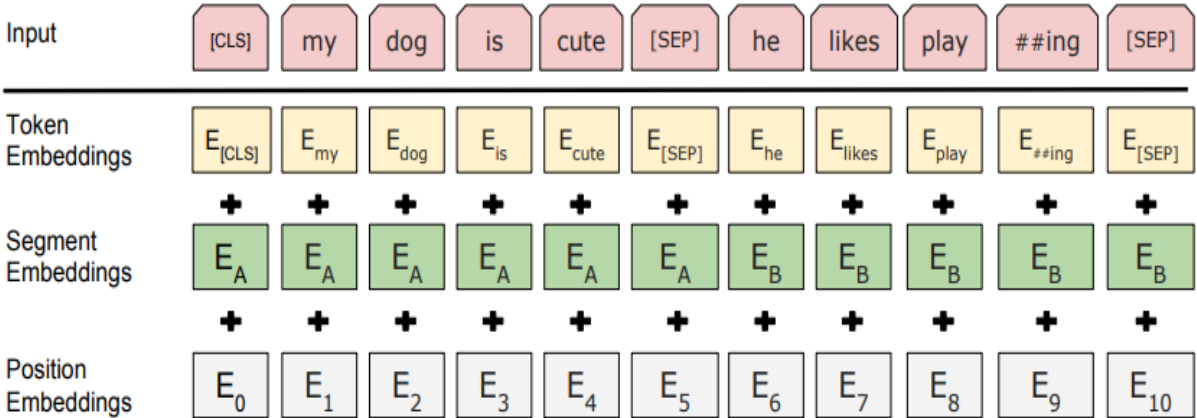 Input [CLS] my dog is cute [SEP] he likes play ##ing [SEP]
Token Embeddings E[CLS] Emy Edog Eis Ecute E[SEP] Ehe Elikes Eplay E##ing E[SEP]
+ + + + + + + + + + +
Segment Embeddings EA EA EA EA EA EA EB EB EB EB EB
+ + + + + + + + + + +
Position Embeddings E0 E1 E2 E3 E4 E5 E6 E7 E8 E9 E10